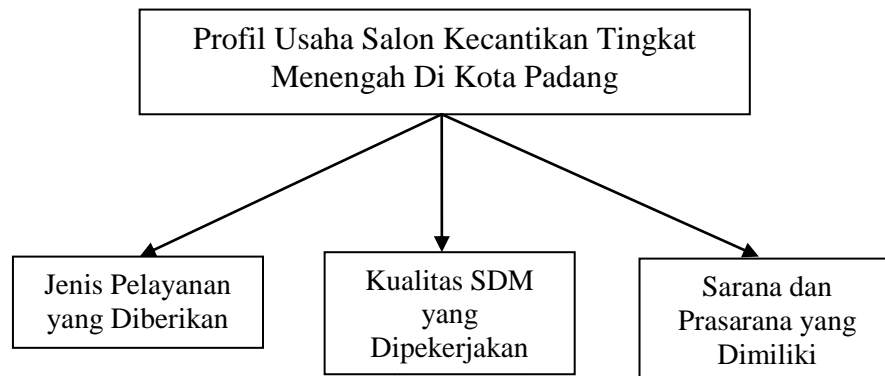 Profil Usaha Salon Kecantikan Tingkat
Menengah Di Kota Padang
Jenis Pelayanan
yang Diberikan
Kualitas SDM
yang
Dipekerjakan
Sarana dan
Prasarana yang
Dimiliki